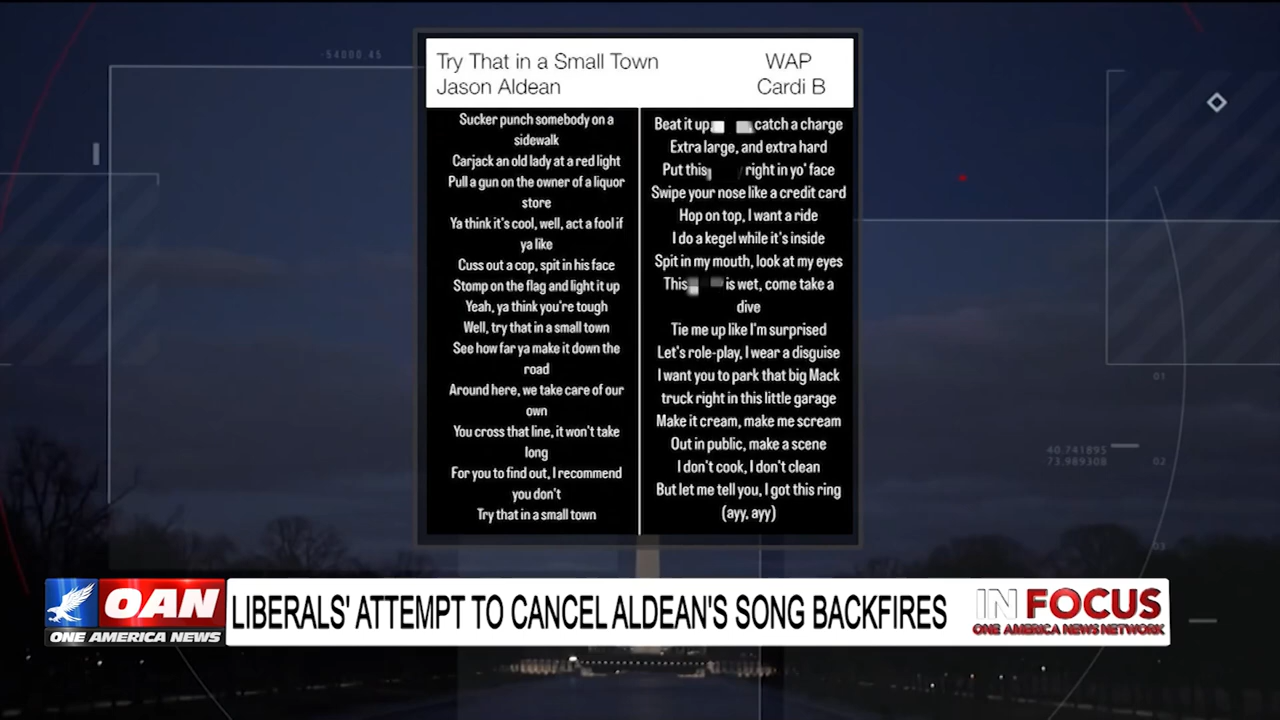 -54000.45
Try That in a Small Town
Jason Aldean
WAP
Cardi B
Sucker punch somebody on a
sidewalk
Carjack an old lady at a red light
Pull a gun on the owner of a liquor
store
Ya think it's cool, well, act a fool if
ya like
Cuss out a cop, spit in his face
Stomp on the flag and light it up
Yeah, ya think you're tough
Well, try that in a small town
See how far ya make it down the
road
Around here, we take care of our
own
You cross that line, it won't take
long
For you to find out, I recommend
you don't
Try that in a small town
Beat it up, catch a charge
Extra large, and extra hard
Put this right in yo' face
Swipe your nose like a credit card
Hop on top, I want a ride
I do a kegel while it's inside
Spit in my mouth, look at my eyes
This is wet, come take a
dive
Tie me up like I'm surprised
Let's role-play, I wear a disguise
I want you to park that big Mack
truck right in this little garage
Make it cream, make me scream
Out in public, make a scene
I don't cook, I don't clean
But let me tell you, I got this ring
(ayy, ayy)
01
40.741895
73.989308
02
03
OAN
ONE AMERICA NEWS
LIBERALS' ATTEMPT TO CANCEL ALDEAN'S SONG BACKFIRES
IN FOCUS
ONE AMERICA NEWS NETWORK